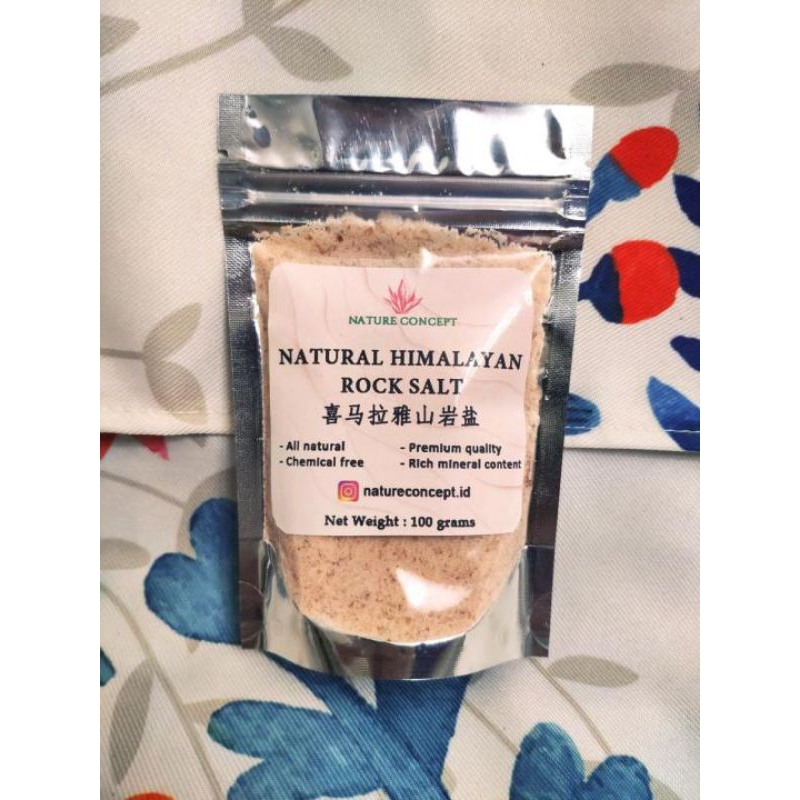 NATURE CONCEPT
NATURAL HIMALAYAN
ROCK SALT
喜马拉雅山岩盐
- All natural
- Chemical free
- Premium quality
- Rich mineral content
natureconcept.id
Net Weight : 100 grams